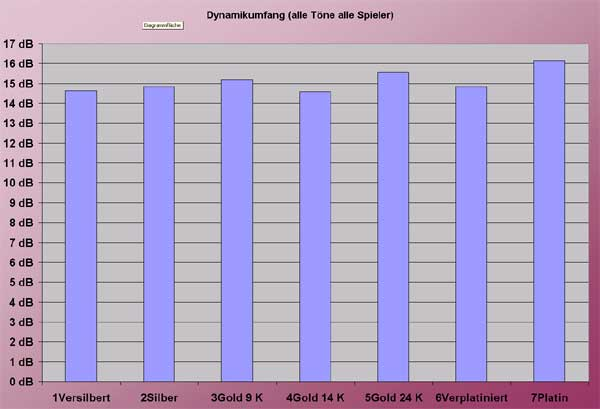 Dynamikumfang (alle Töne alle Spieler)
Diagrammfläche
17 dB
16 dB
15 dB
14 dB
13 dB
12 dB
11 dB
10 dB
9 dB
8 dB
7 dB
6 dB
5 dB
4 dB
3 dB
2 dB
1 dB
0 dB
1Versilbert 2Silber 3Gold 9 K 4Gold 14 K 5Gold 24 K 6Verplatiniert 7Platin